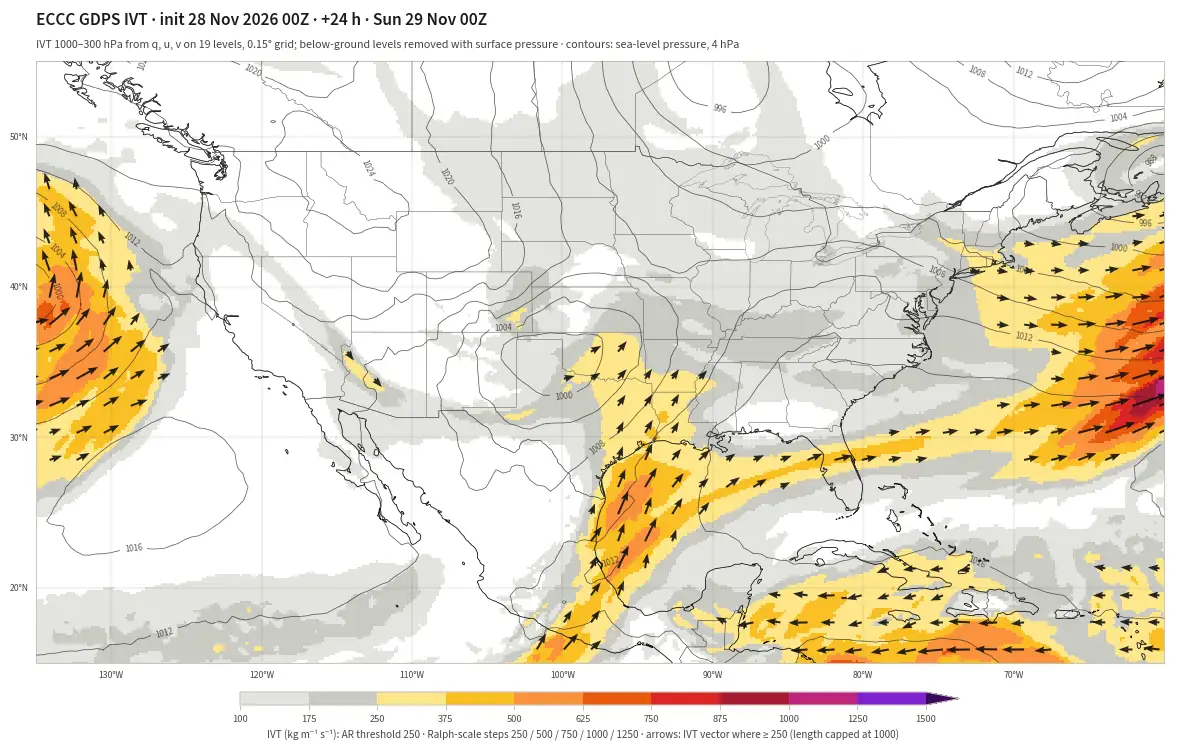 ECCC GDPS IVT · init 28 Nov 2026 00Z · +24 h · Sun 29 Nov 00Z
IVT 1000–300 hPa from q, u, v on 19 levels, 0.15° grid; below-ground levels removed with surface pressure · contours: sea-level pressure, 4 hPa
1020
996
1008
1012
1004
1000
50°N
1024
1020
988
1016
1008
1012
996
1004
1000
1008
40°N
1000
1004
1012
1000
30°N
1008
1012
1016
1016
20°N
1012
130°W
120°W
110°W
100°W
90°W
80°W
70°W
100
175
250
375
500
625
750
875
1000
1250
1500
IVT (kg m⁻¹ s⁻¹): AR threshold 250 · Ralph-scale steps 250 / 500 / 750 / 1000 / 1250 · arrows: IVT vector where ≥ 250 (length capped at 1000)